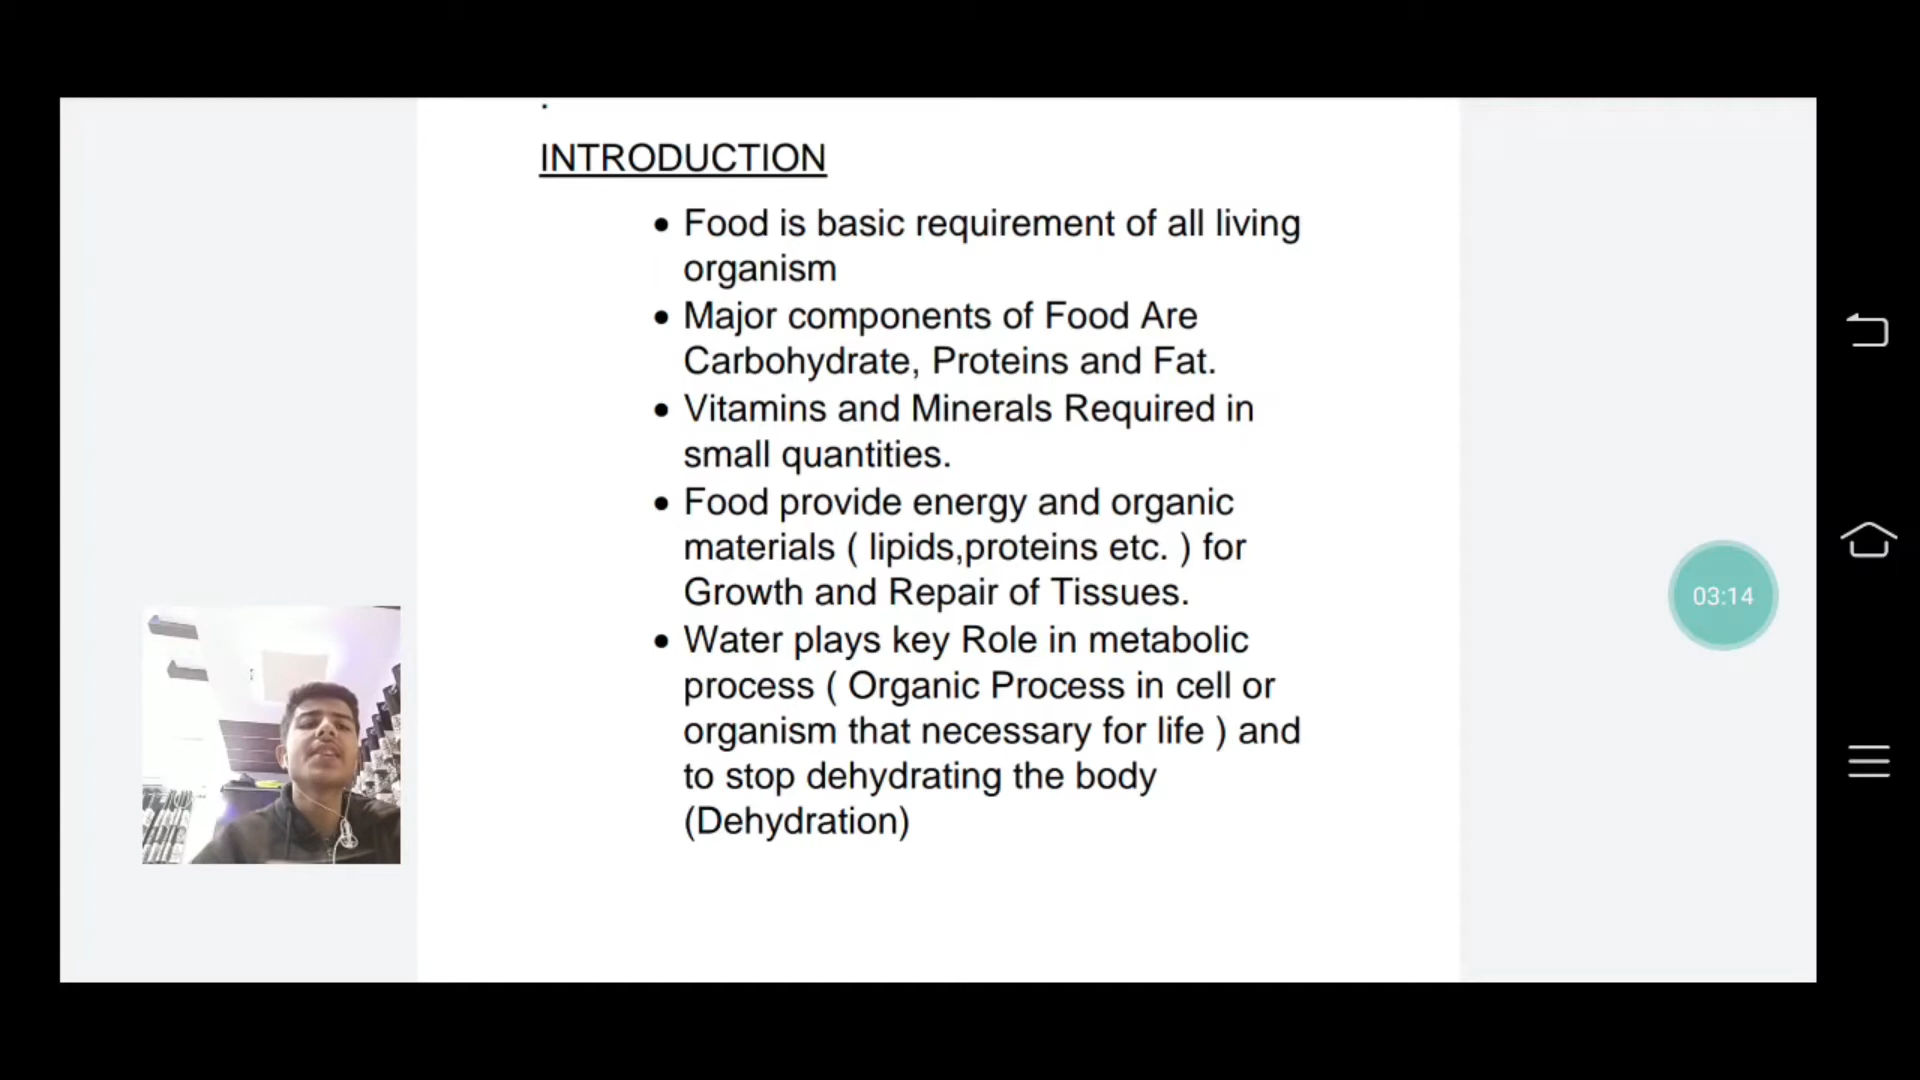 INTRODUCTION
• Food is basic requirement of all living
organism
• Major components of Food Are
Carbohydrate, Proteins and Fat.
• Vitamins and Minerals Required in
small quantities.
• Food provide energy and organic
materials ( lipids,proteins etc. ) for
Growth and Repair of Tissues.
• Water plays key Role in metabolic
process ( Organic Process in cell or
organism that necessary for life ) and
to stop dehydrating the body
(Dehydration)
03:14